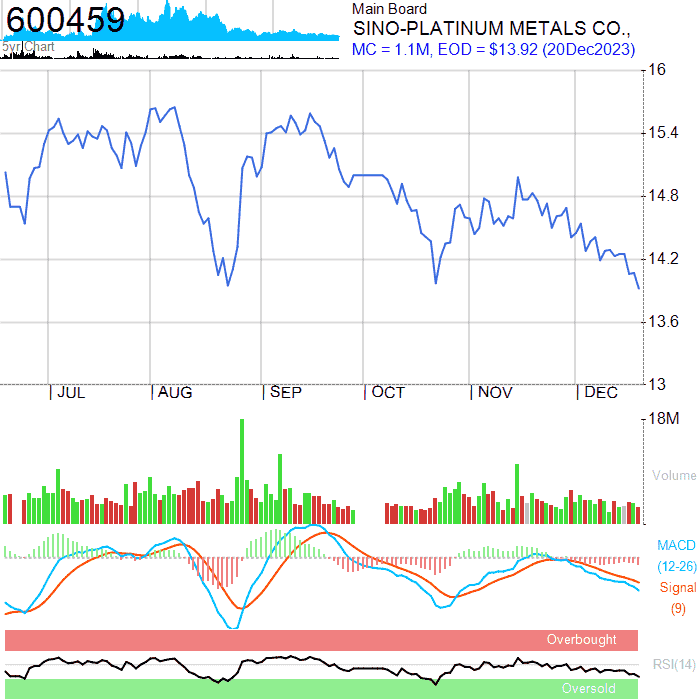 600459
5yr Chart
Main Board
SINO-PLATINUM METALS CO.,
MC = 1.1M, EOD = $13.92 (20Dec2023)
16
15.4
14.8
14.2
13.6
13
JUL
AUG
SEP
OCT
NOV
DEC
18M
Volume
MACD
(12-26)
Signal
(9)
Overbought
RSI(14)
Oversold